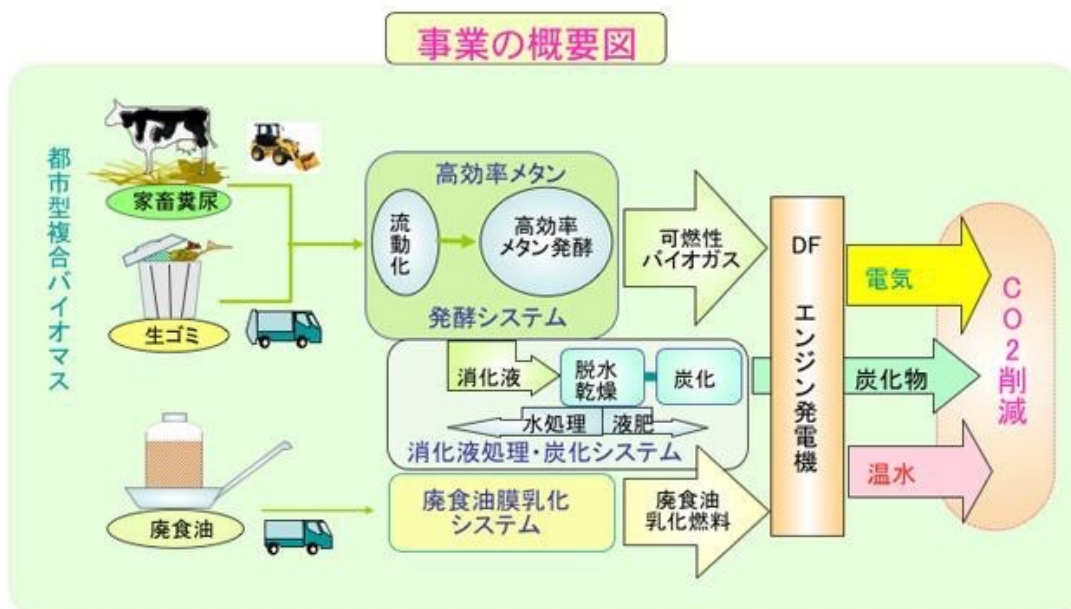 事業の概要図
都市型複合バイオマス
家畜糞尿
生ゴミ
廃食油
高効率メタン
流動化
高効率
メタン発酵
発酵システム
消化液
脱水
乾燥
炭化
水処理
液肥
消化液処理・炭化システム
廃食油膜乳化
システム
可燃性
バイオガス
廃食油
乳化燃料
DF エンジン発電機
電気
炭化物
温水
CO2削減